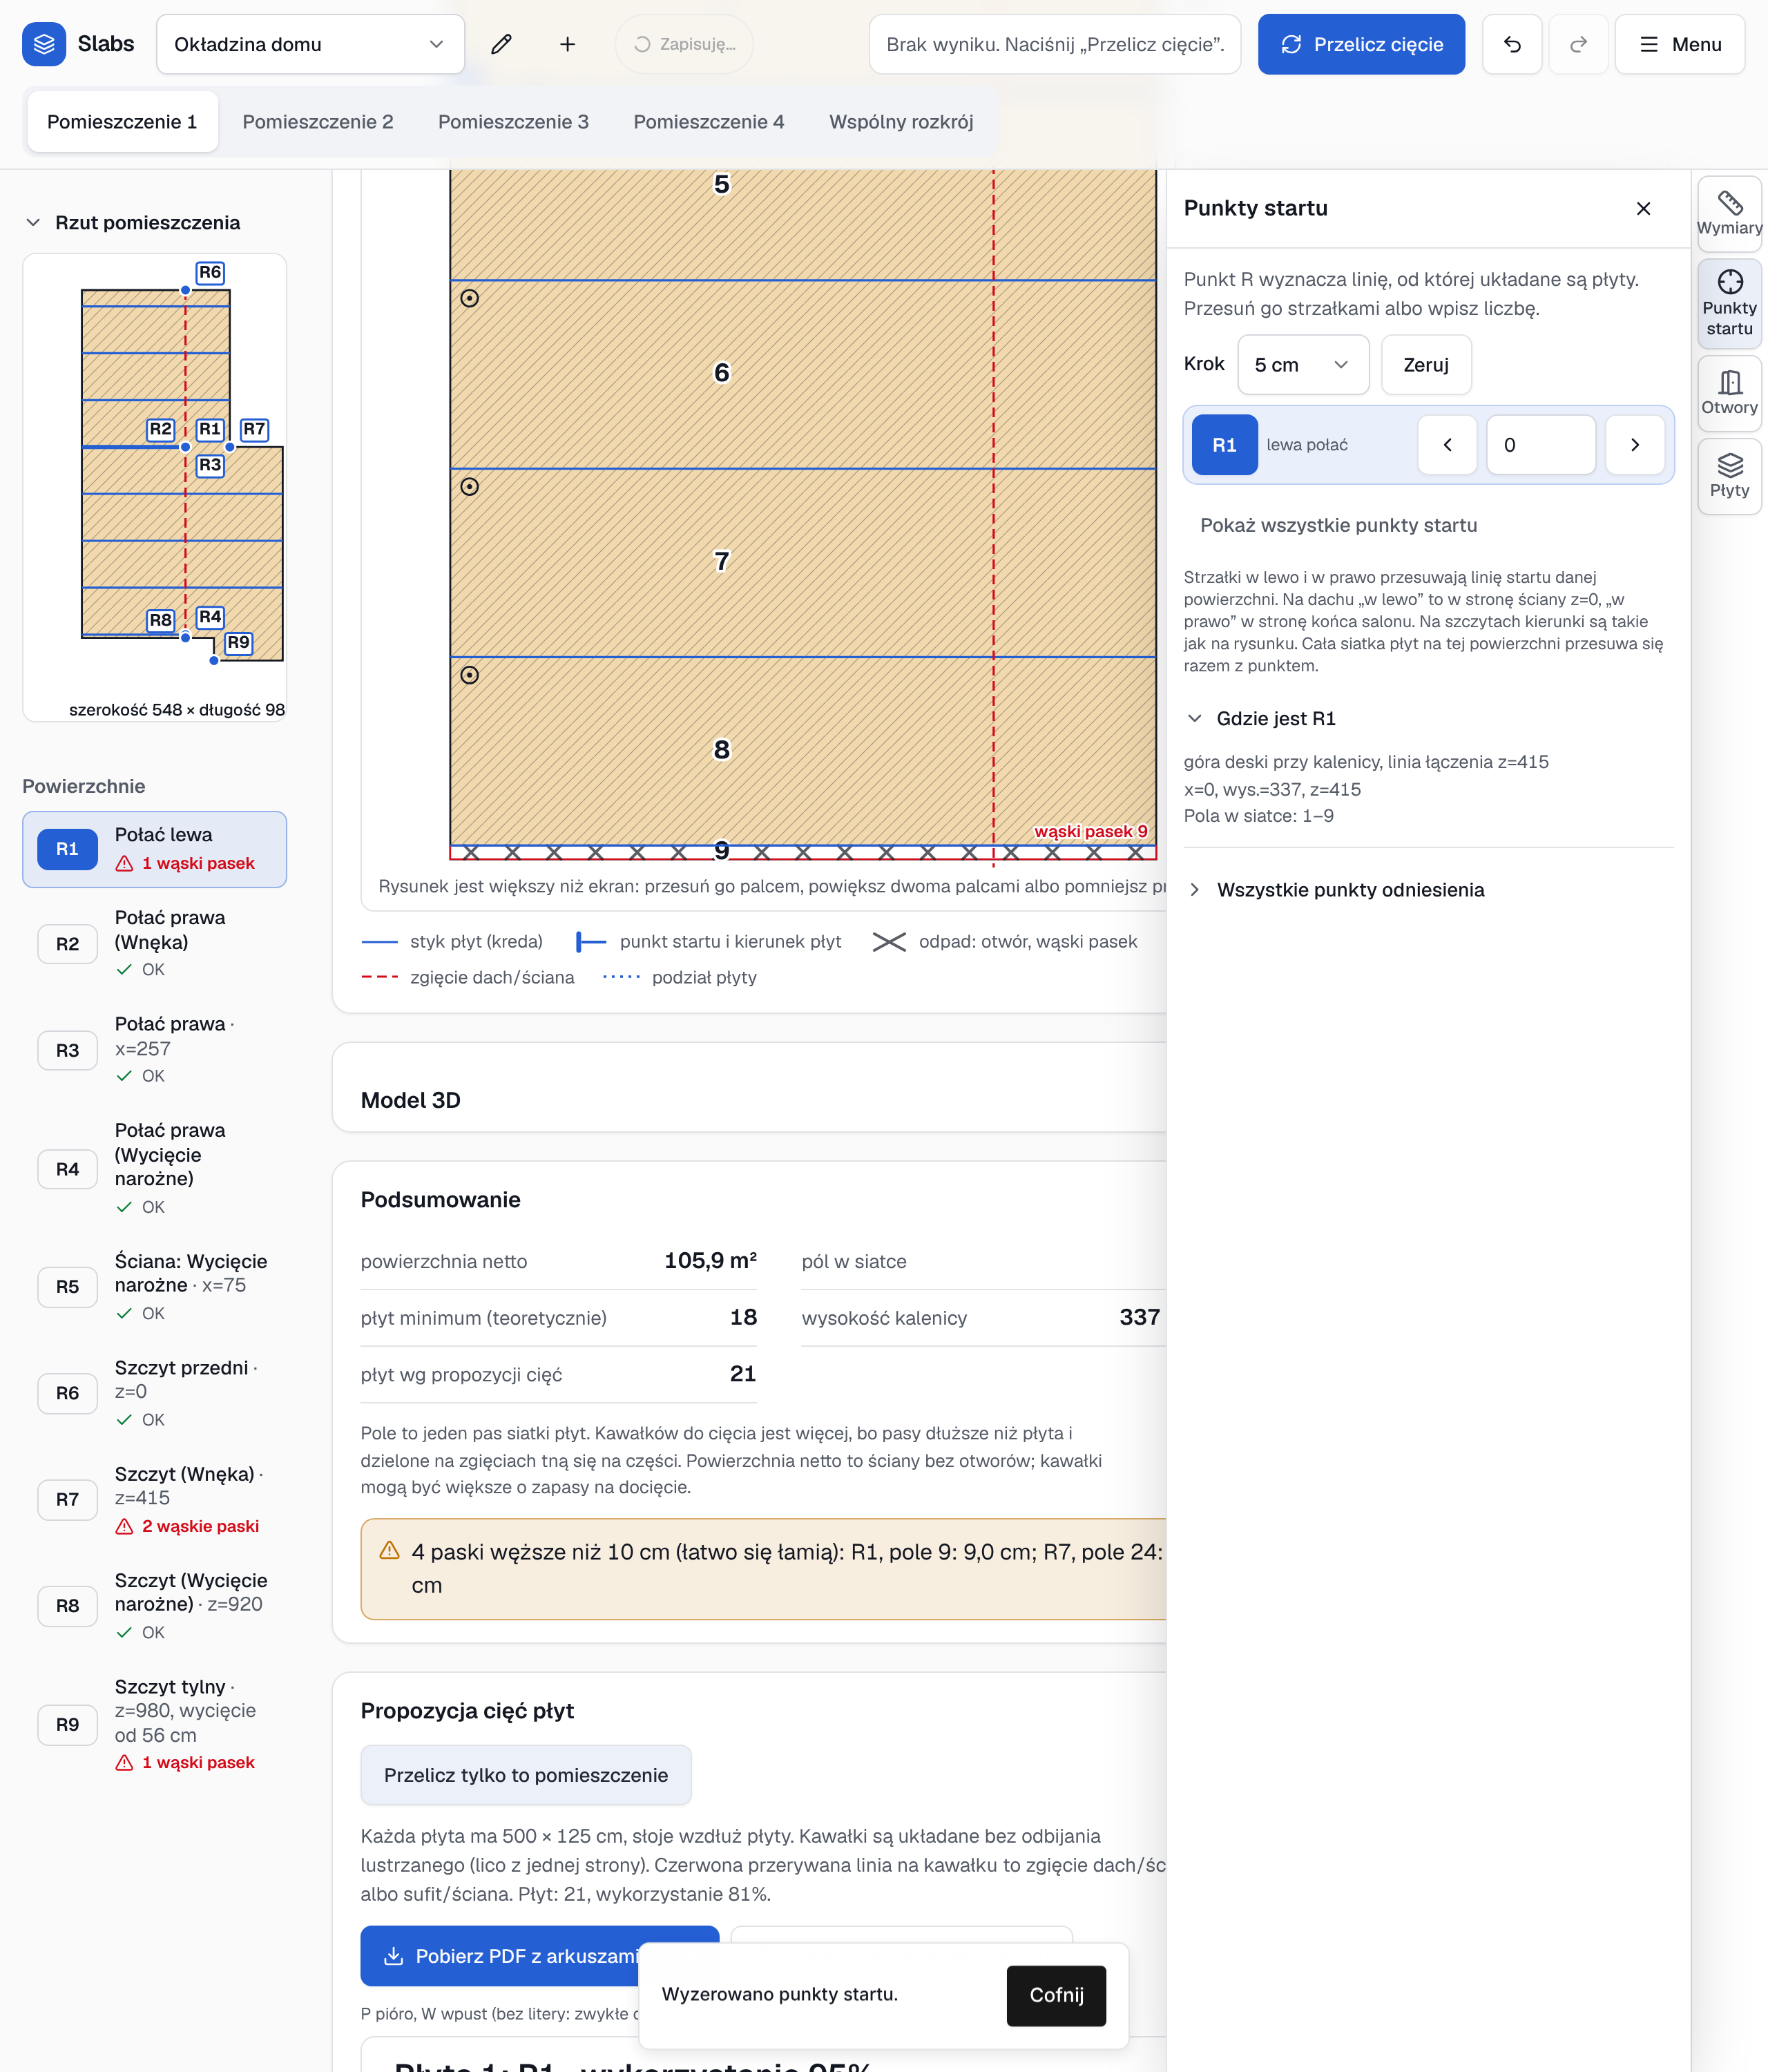 Slabs
Okładzina domu
Zapisuję...
Brak wyniku. Naciśnij „Przelicz cięcie”.
Przelicz cięcie
Menu
Pomieszczenie 1
Pomieszczenie 2
Pomieszczenie 3
Pomieszczenie 4
Wspólny rozkrój
Rzut pomieszczenia
R6
R2
R1
R7
R3
R8
R4
R9
szerokość 548 × długość 98
Powierzchnie
R1
Połać lewa
1 wąski pasek
R2
Połać prawa
(Wnęka)
OK
R3
Połać prawa ·
x=257
OK
R4
Połać prawa
(Wycięcie
narożne)
OK
R5
Ściana: Wycięcie
narożne · x=75
OK
R6
Szczyt przedni ·
z=0
OK
R7
Szczyt (Wnęka) ·
z=415
2 wąskie paski
R8
Szczyt (Wycięcie
narożne) · z=920
OK
R9
Szczyt tylny ·
z=980, wycięcie
od 56 cm
1 wąski pasek
5
6
7
8
wąski pasek 9
9
Rysunek jest większy niż ekran: przesuń go palcem, powiększ dwoma palcami albo pomniejsz
styk płyt (kreda)
punkt startu i kierunek płyt
odpad: otwór, wąski pasek
zgięcie dach/ściana
podział płyty
Model 3D
Podsumowanie
powierzchnia netto
105,9 m²
pól w siatce
płyt minimum (teoretycznie)
18
wysokość kalenicy
337
płyt wg propozycji cięć
21
Pole to jeden pas siatki płyt. Kawałków do cięcia jest więcej, bo pasy dłuższe niż płyta i
dzielone na zgięciach tną się na części. Powierzchnia netto to ściany bez otworów; kawałki
mogą być większe o zapasy na docięcie.
4 paski węższe niż 10 cm (łatwo się łamią): R1, pole 9: 9,0 cm; R7, pole 24:
cm
Propozycja cięć płyt
Przelicz tylko to pomieszczenie
Każda płyta ma 500 × 125 cm, słoje wzdłuż płyty. Kawałki są układane bez odbijania
lustrzanego (lico z jednej strony). Czerwona przerywana linia na kawałku to zgięcie dach/śc
albo sufit/ściana. Płyt: 21, wykorzystanie 81%.
Pobierz PDF z arkuszami
P pióro, W wpust (bez litery: zwykłe
Płyta 1: R1 · wykorzystanie 95%
Wyzerowano punkty startu.
Cofnij
Punkty startu
Punkt R wyznacza linię, od której układane są płyty.
Przesuń go strzałkami albo wpisz liczbę.
Krok
5 cm
Zeruj
R1
lewa połać
0
Pokaż wszystkie punkty startu
Strzałki w lewo i w prawo przesuwają linię startu danej
powierzchni. Na dachu „w lewo” to w stronę ściany z=0, „w
prawo” w stronę końca salonu. Na szczytach kierunki są takie
jak na rysunku. Cała siatka płyt na tej powierzchni przesuwa się
razem z punktem.
Gdzie jest R1
góra deski przy kalenicy, linia łączenia z=415
x=0, wys.=337, z=415
Pola w siatce: 1–9
Wszystkie punkty odniesienia
Wymiary
Punkty
startu
Otwory
Płyty